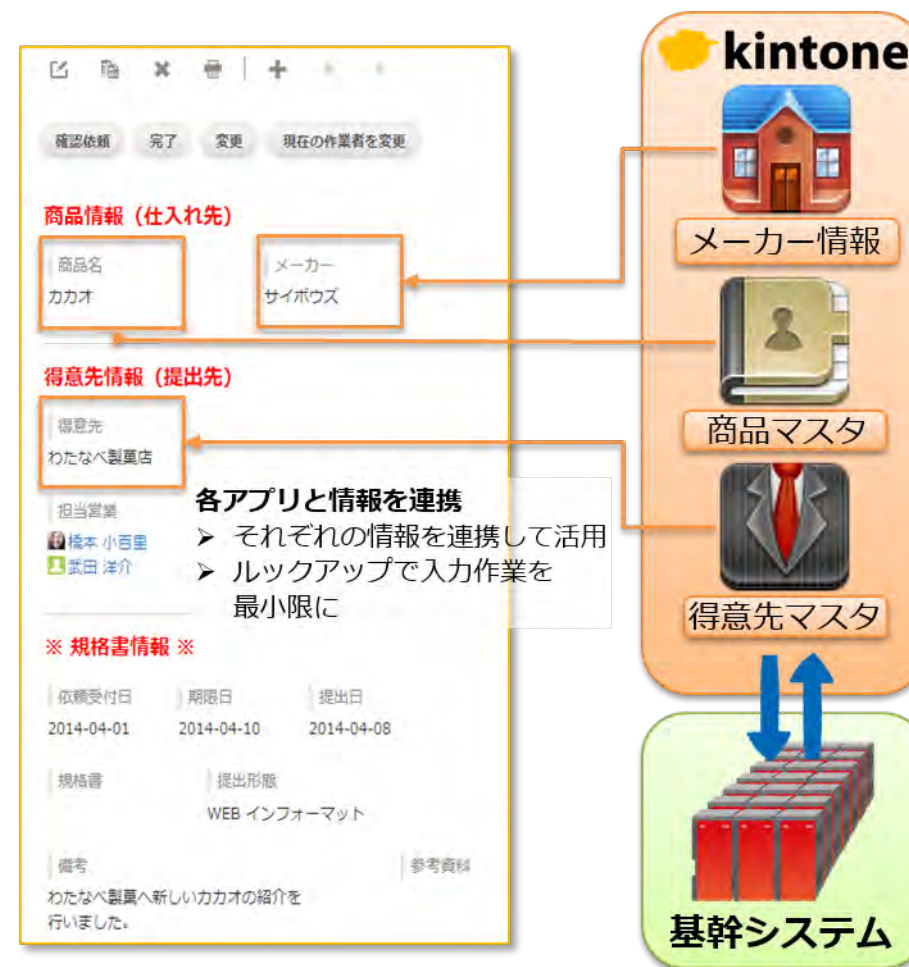 kintone
確認依頼 完了 変更 現在の作業者を変更
商品情報（仕入れ先）
商品名 メーカー
カカオ サイボウズ
得意先情報（提出先）
得意先
わたなべ製菓店
担当営業
橋本 小百里
武田 洋介
各アプリと情報を連携
➢ それぞれの情報を連携して活用
➢ ルックアップで入力作業を
最小限に
※ 規格書情報 ※
依頼受付日 期限日 提出日
2014-04-01 2014-04-10 2014-04-08
規格書 提出形態
WEB インフォーマット
備考 参考資料
わたなべ製菓へ新しいカカオの紹介を
行いました。
メーカー情報
商品マスタ
得意先マスタ
基幹システム